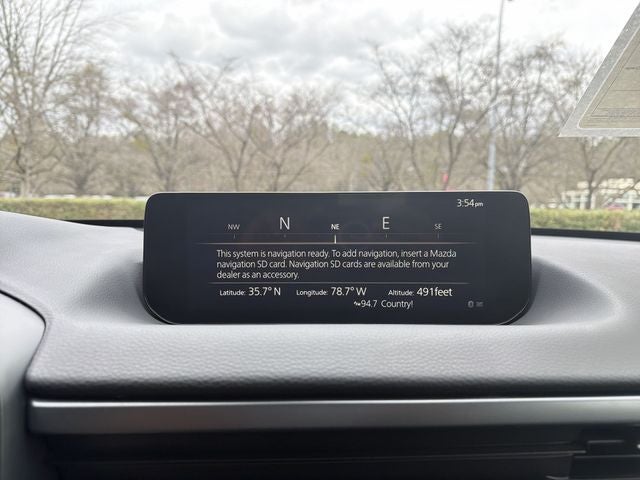 3:54pm
NW N NE E SE
This system is navigation ready. To add navigation, insert a Mazda
navigation SD card. Navigation SD cards are available from your
dealer as an accessory.
Latitude: 35.7° N Longitude: 78.7° W Altitude: 491feet
94.7 Country!